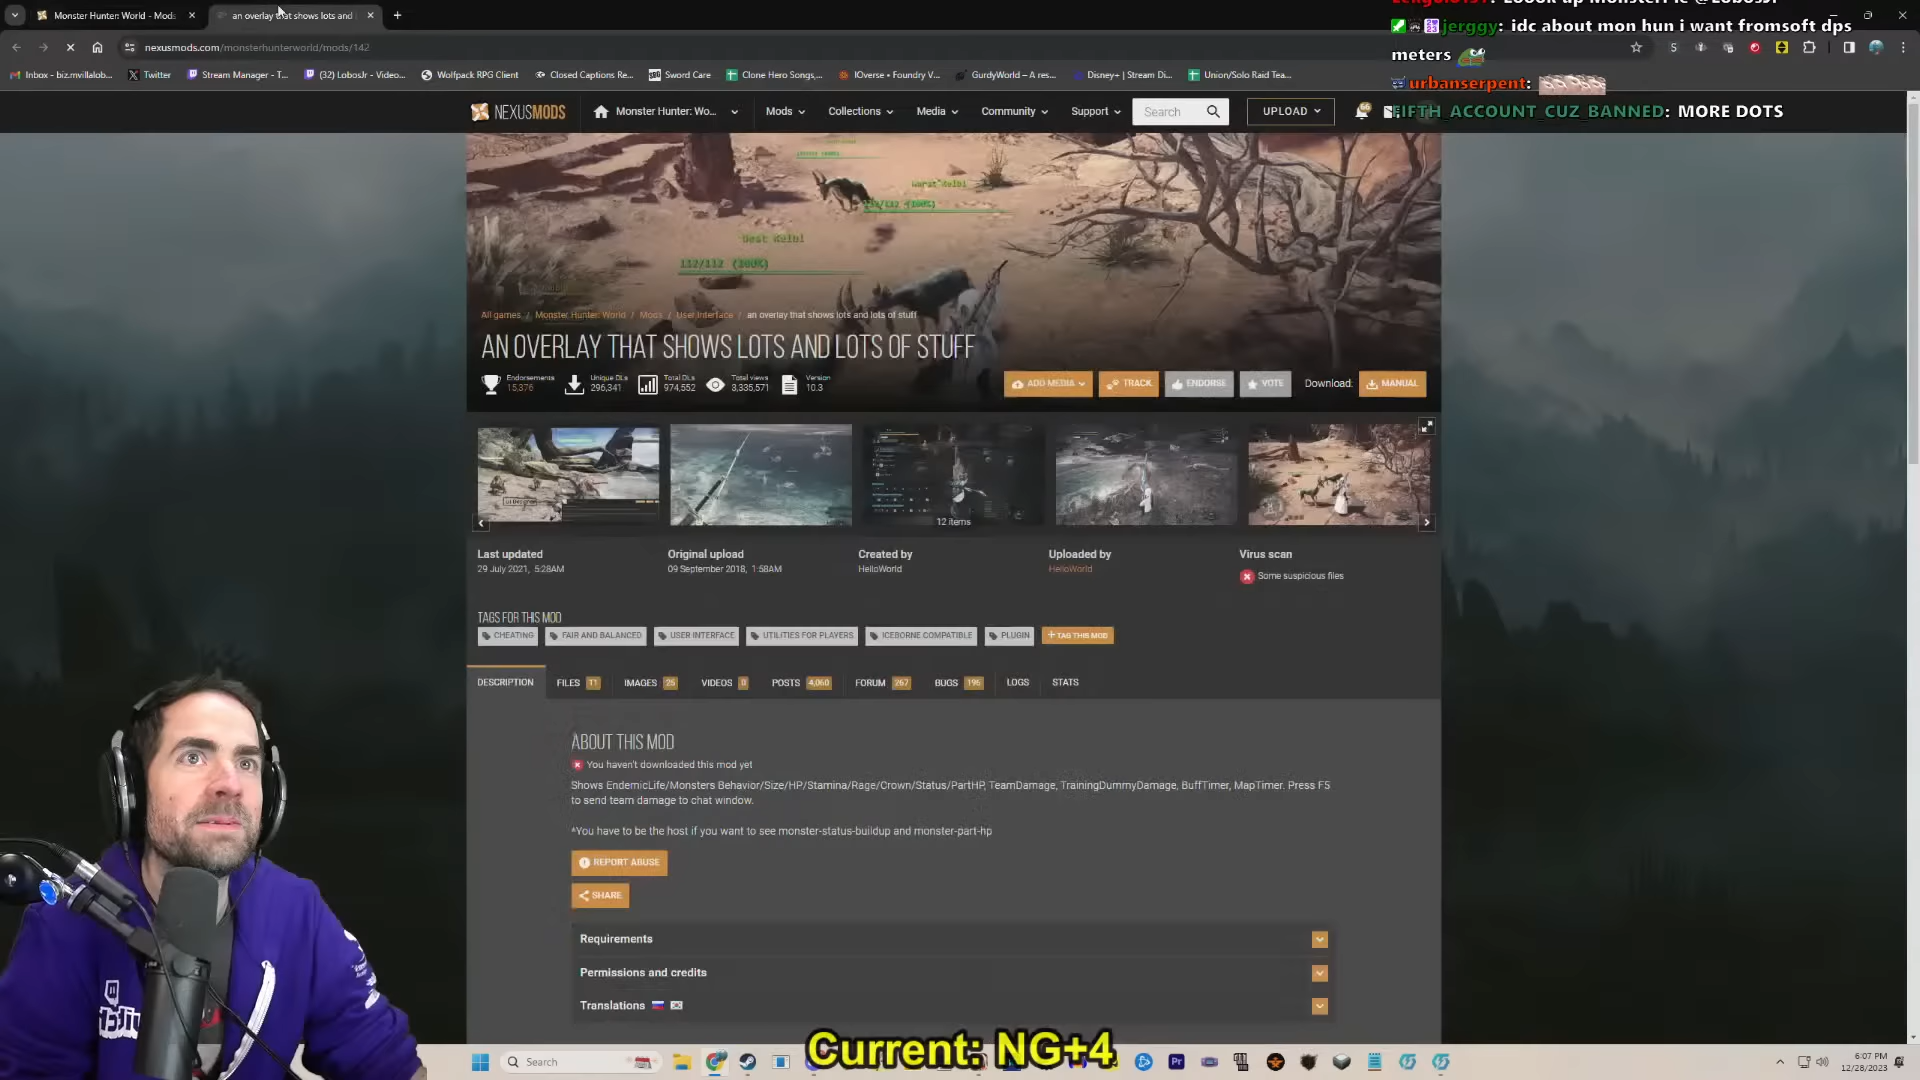 Monster Hunter: World - Mods
an overlay that shows lots and
nexusmods.com/monsterhunterworld/mods/142
Inbox - biz.mvillalob...
Twitter
Stream Manager - T...
(32) LobosJr - Video...
Wolfpack RPG Client
Closed Captions Re...
Sword Care
Clone Hero Songs,...
IOverse • Foundry V...
GurdyWorld – A res...
Disney+ | Stream Di...
Union/Solo Raid Tea...
jerggy: idc about mon hun i want fromsoft dps
meters
urbanserpent:
FIFTH_ACCOUNT_CUZ_BANNED: MORE DOTS
NEXUSMODS
Monster Hunter: Wo...
Mods
Collections
Media
Community
Support
Search
UPLOAD
112/112 (100%)
All games / Monster Hunter: World / Mods / User Interface / an overlay that shows lots and lots of stuff
AN OVERLAY THAT SHOWS LOTS AND LOTS OF STUFF
Endorsements
15,376
Unique DLs
296,341
Total DLs
974,552
Total views
3,335,571
Version
10.3
ADD MEDIA
TRACK
ENDORSE
VOTE
Download:
MANUAL
12 items
Last updated
29 July 2021, 5:28AM
Original upload
09 September 2018, 1:58AM
Created by
HelloWorld
Uploaded by
HelloWorld
Virus scan
Some suspicious files
TAGS FOR THIS MOD
CHEATING
FAIR AND BALANCED
USER INTERFACE
UTILITIES FOR PLAYERS
ICEBORNE COMPATIBLE
PLUGIN
+ TAG THIS MOD
DESCRIPTION
FILES 11
IMAGES 25
VIDEOS 0
POSTS 4,060
FORUM 267
BUGS 195
LOGS
STATS
ABOUT THIS MOD
You haven't downloaded this mod yet
Shows EndemicLife/Monsters Behavior/Size/HP/Stamina/Rage/Crown/Status/PartHP, TeamDamage, TrainingDummyDamage, BuffTimer, MapTimer. Press F5
to send team damage to chat window.
*You have to be the host if you want to see monster-status-buildup and monster-part-hp
REPORT ABUSE
SHARE
Requirements
Permissions and credits
Translations
Current: NG+4
Search
6:07 PM
12/28/2023